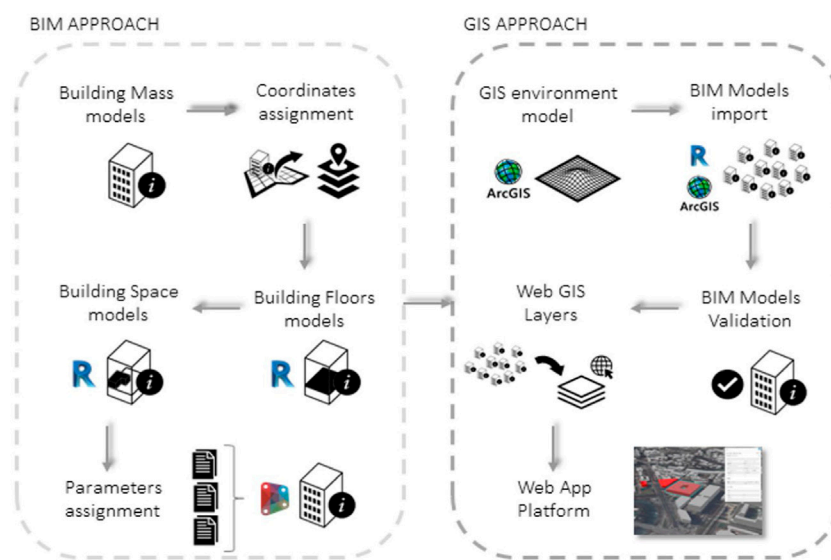 BIM APPROACH
Building Mass
models
Coordinates
assignment
Building Space
models
Building Floors
models
R
R
Parameters
assignment
GIS APPROACH
GIS environment
model
ArcGIS
BIM Models
import
R
ArcGIS
Web GIS
Layers
BIM Models
Validation
Web App
Platform